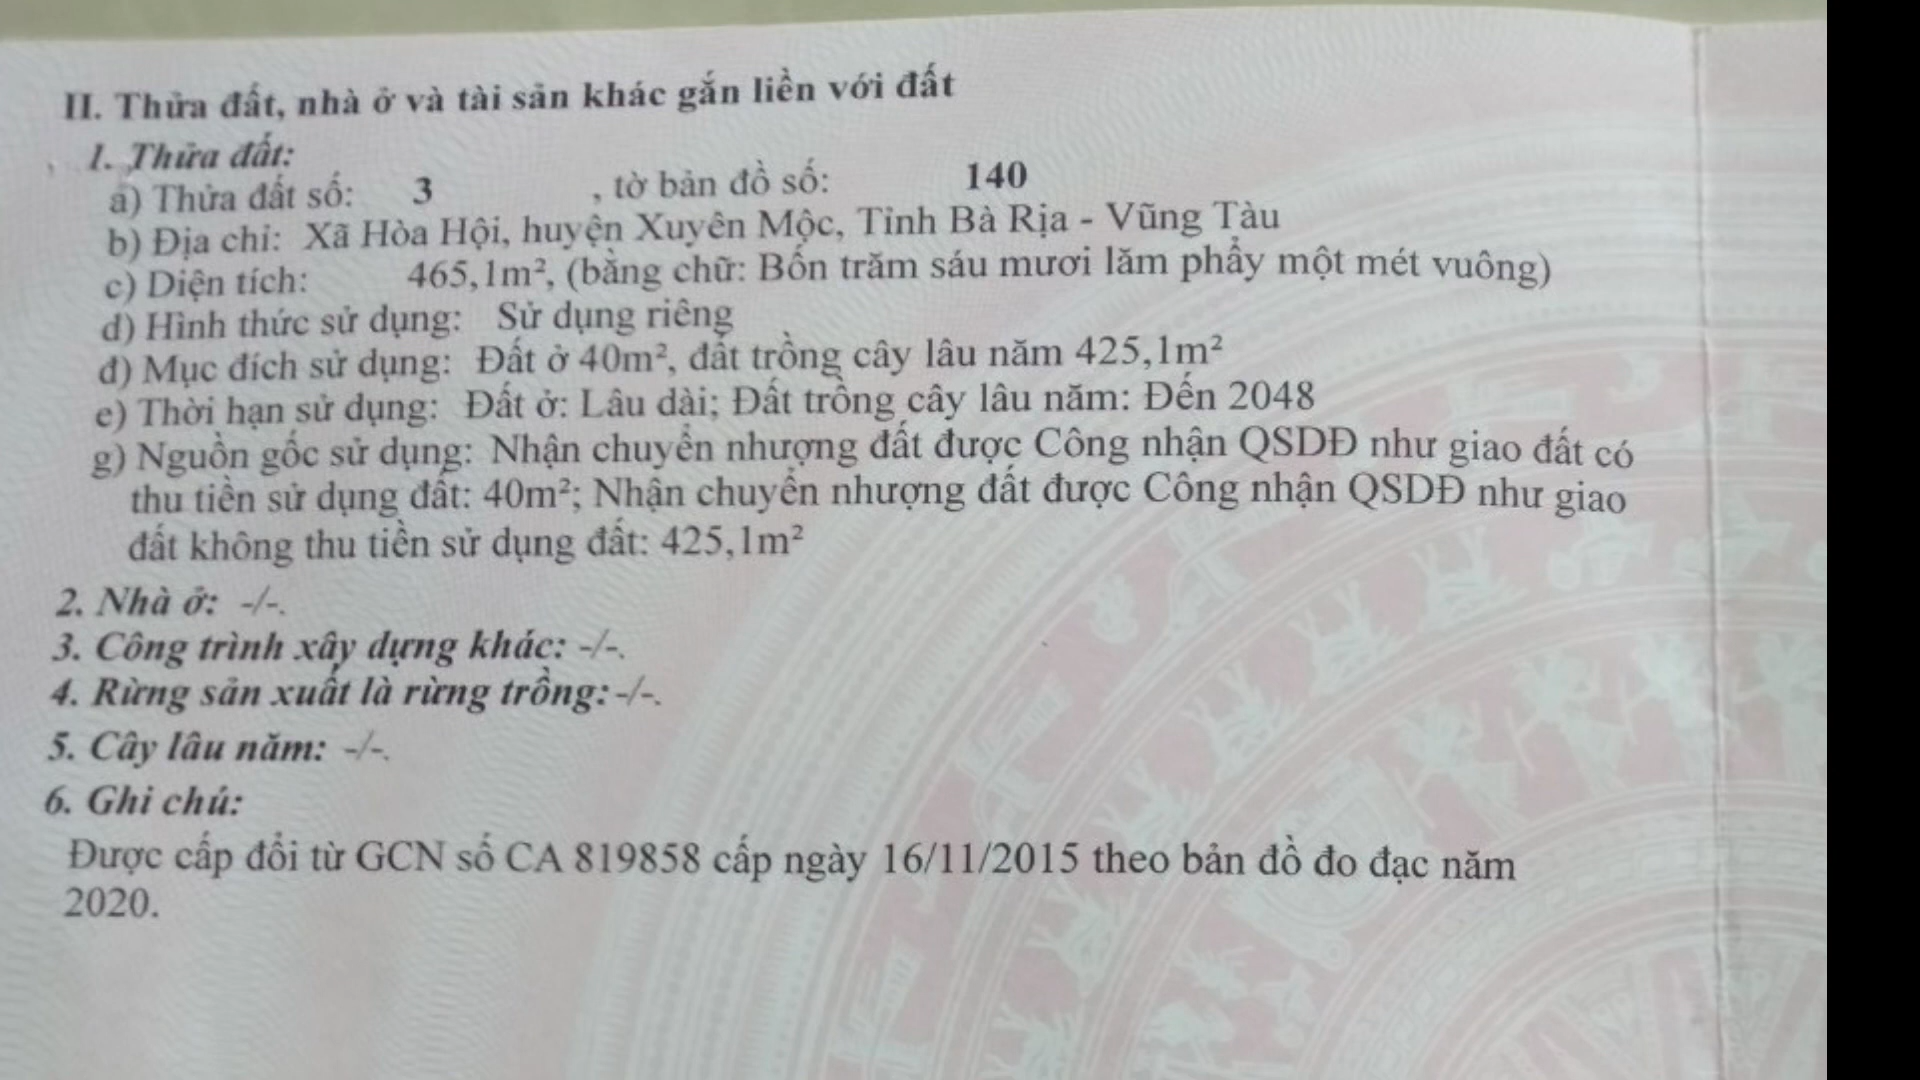 II. Thửa đất, nhà ở và tài sản khác gắn liền với đất
1. Thửa đất:
a) Thửa đất số: 3 , tờ bản đồ số: 140
b) Địa chỉ: Xã Hòa Hội, huyện Xuyên Mộc, Tỉnh Bà Rịa - Vũng Tàu
c) Diện tích: 465,1m², (bằng chữ: Bốn trăm sáu mươi lăm phẩy một mét vuông)
d) Hình thức sử dụng: Sử dụng riêng
đ) Mục đích sử dụng: Đất ở 40m², đất trồng cây lâu năm 425,1m²
e) Thời hạn sử dụng: Đất ở: Lâu dài; Đất trồng cây lâu năm: Đến 2048
g) Nguồn gốc sử dụng: Nhận chuyển nhượng đất được Công nhận QSDĐ như giao đất có
thu tiền sử dụng đất: 40m²; Nhận chuyển nhượng đất được Công nhận QSDĐ như giao
đất không thu tiền sử dụng đất: 425,1m²
2. Nhà ở: -/-.
3. Công trình xây dựng khác: -/-.
4. Rừng sản xuất là rừng trồng: -/-.
5. Cây lâu năm: -/-.
6. Ghi chú:
Được cấp đổi từ GCN số CA 819858 cấp ngày 16/11/2015 theo bản đồ đo đạc năm
2020.